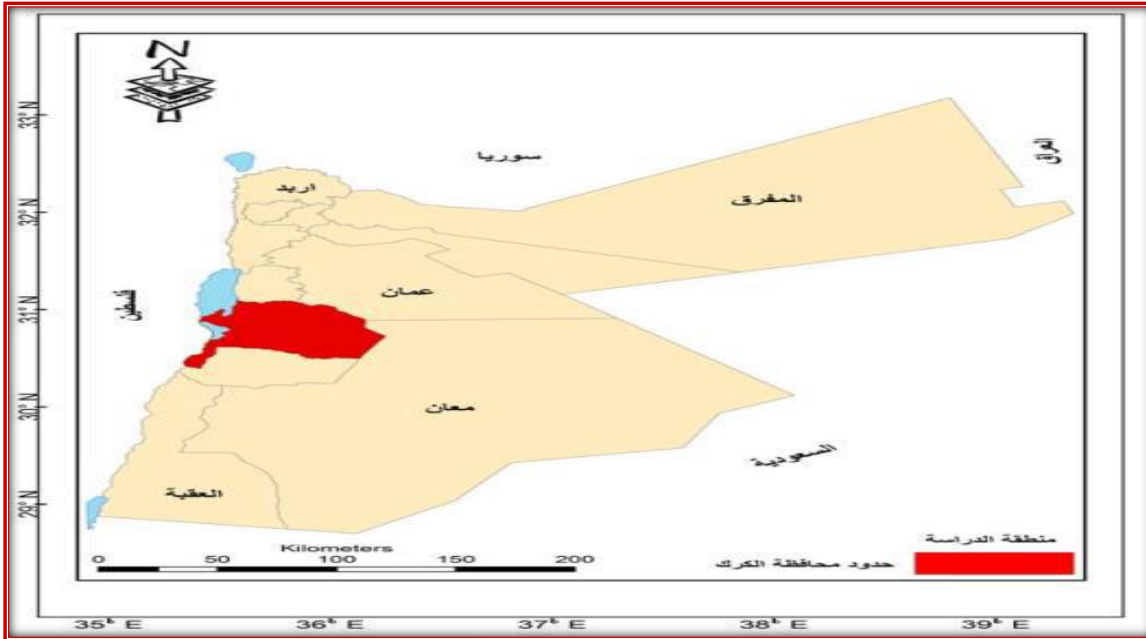 N
سوريا
العراق
اربد
المفرق
فلسطين
عمان
معان
السعودية
العقبة
33° N
32° N
31° N
30° N
29° N
Kilometers
0 50 100 150 200
منطقة الدراسة
حدود محافظة الكرك
35° E 36° E 37° E 38° E 39° E